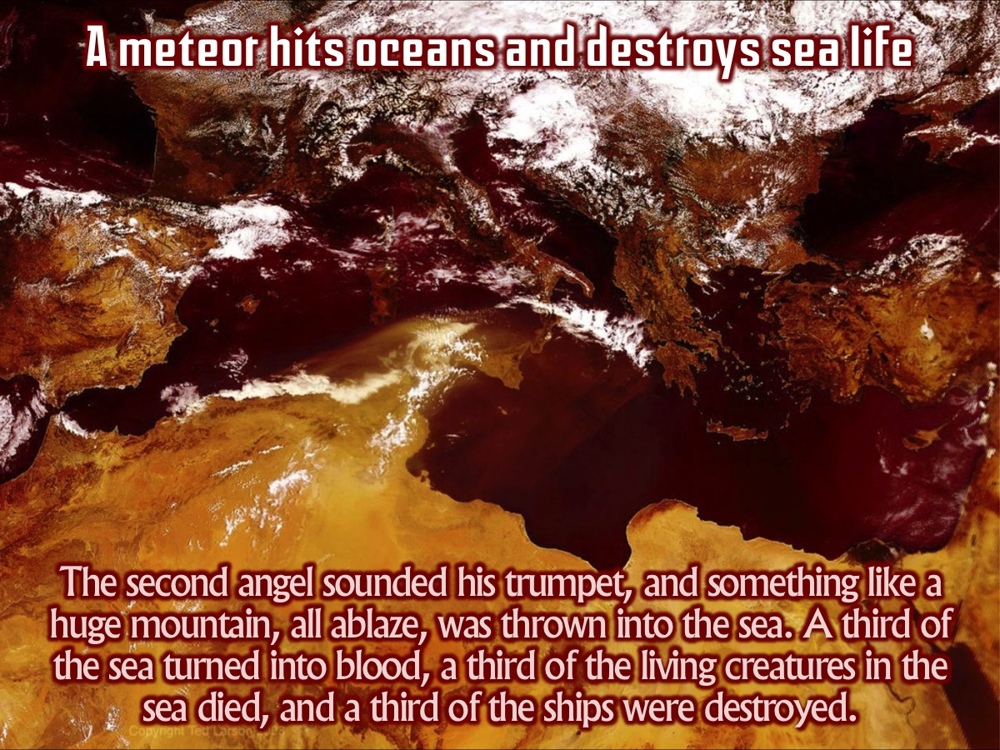 A meteor hits oceans and destroys sea life
The second angel sounded his trumpet, and something like a
huge mountain, all ablaze, was thrown into the sea. A third of
the sea turned into blood, a third of the living creatures in the
sea died, and a third of the ships were destroyed.
Copyright Ted Larson